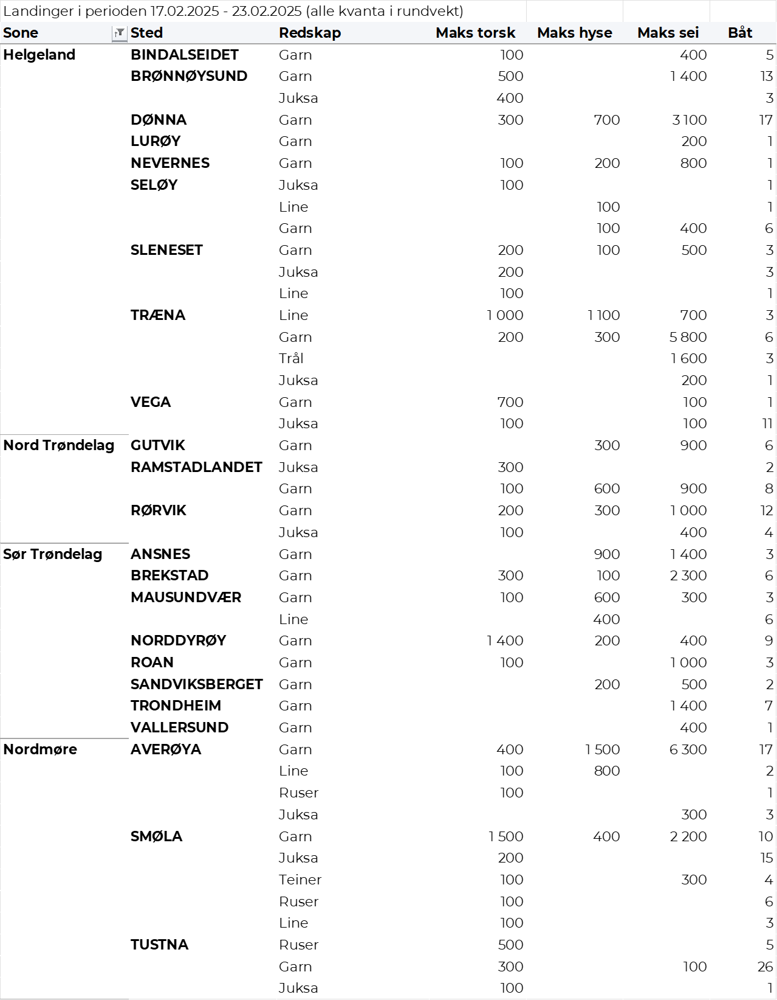 Landinger i perioden 17.02.2025 - 23.02.2025 (alle kvanta i rundvekt)
Sone Sted Redskap Maks torsk Maks hyse Maks sei Båt
Helgeland BINDALSEIDET Garn 100 400 5
BRØNNØYSUND Garn 500 1 400 13
Juksa 400 3
DØNNA Garn 300 700 3 100 17
LURØY Garn 200 1
NEVERNES Garn 100 200 800 1
SELØY Juksa 100 1
Line 100 1
Garn 100 400 6
SLENESET Garn 200 100 500 3
Juksa 200 3
Line 100 1
TRÆNA Line 1 000 1 100 700 3
Garn 200 300 5 800 6
Trål 1 600 3
Juksa 200 1
VEGA Garn 700 100 1
Juksa 100 100 11
Nord Trøndelag GUTVIK Garn 300 900 6
RAMSTADLANDET Juksa 300 2
Garn 100 600 900 8
RØRVIK Garn 200 300 1 000 12
Juksa 100 400 4
Sør Trøndelag ANSNES Garn 900 1 400 3
BREKSTAD Garn 300 100 2 300 6
MAUSUNDVÆR Garn 100 600 300 3
Line 400 6
NORDDYRØY Garn 1 400 200 400 9
ROAN Garn 100 1 000 3
SANDVIKSBERGET Garn 200 500 2
TRONDHEIM Garn 1 400 7
VALLERSUND Garn 400 1
Nordmøre AVERØYA Garn 400 1 500 6 300 17
Line 100 800 2
Ruser 100 1
Juksa 300 3
SMØLA Garn 1 500 400 2 200 10
Juksa 200 15
Teiner 100 300 4
Ruser 100 6
Line 100 3
TUSTNA Ruser 500 5
Garn 300 100 26
Juksa 100 1